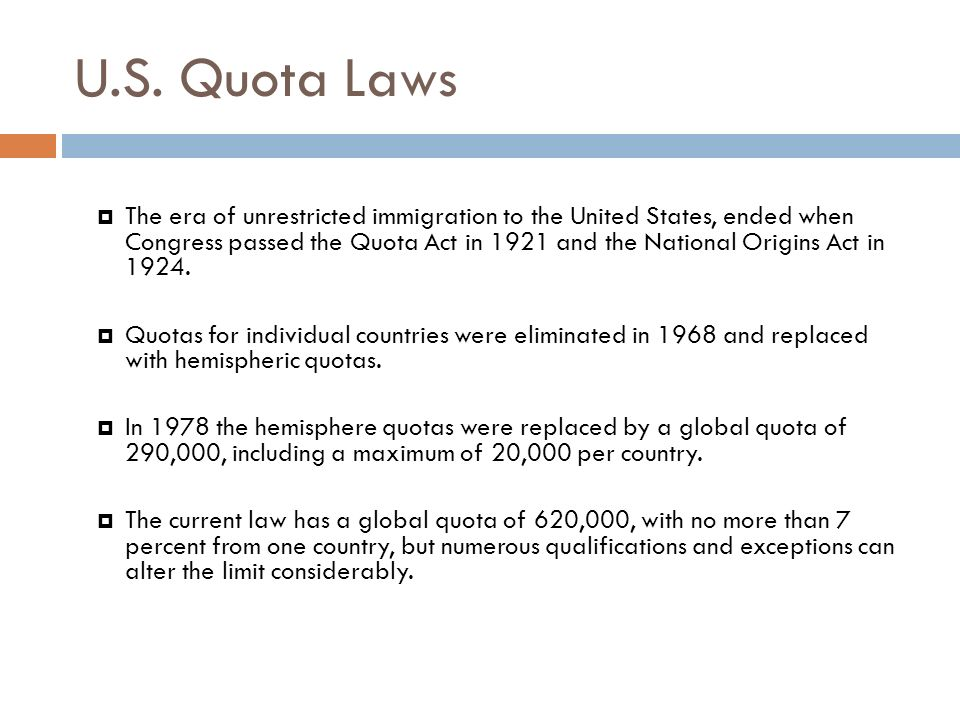 U.S. Quota Laws
The era of unrestricted immigration to the United States, ended when
Congress passed the Quota Act in 1921 and the National Origins Act in
1924.
Quotas for individual countries were eliminated in 1968 and replaced
with hemispheric quotas.
In 1978 the hemisphere quotas were replaced by a global quota of
290,000, including a maximum of 20,000 per country.
The current law has a global quota of 620,000, with no more than 7
percent from one country, but numerous qualifications and exceptions can
alter the limit considerably.